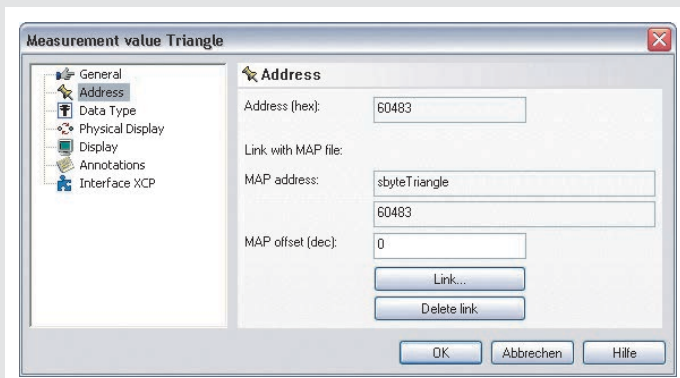 Measurement value Triangle
General
Address
Data Type
Physical Display
Display
Annotations
Interface XCP
Address
Address (hex): 60483
Link with MAP file:
MAP address: sbyteTriangle
60483
MAP offset (dec): 0
Link...
Delete link
OK Abbrechen Hilfe